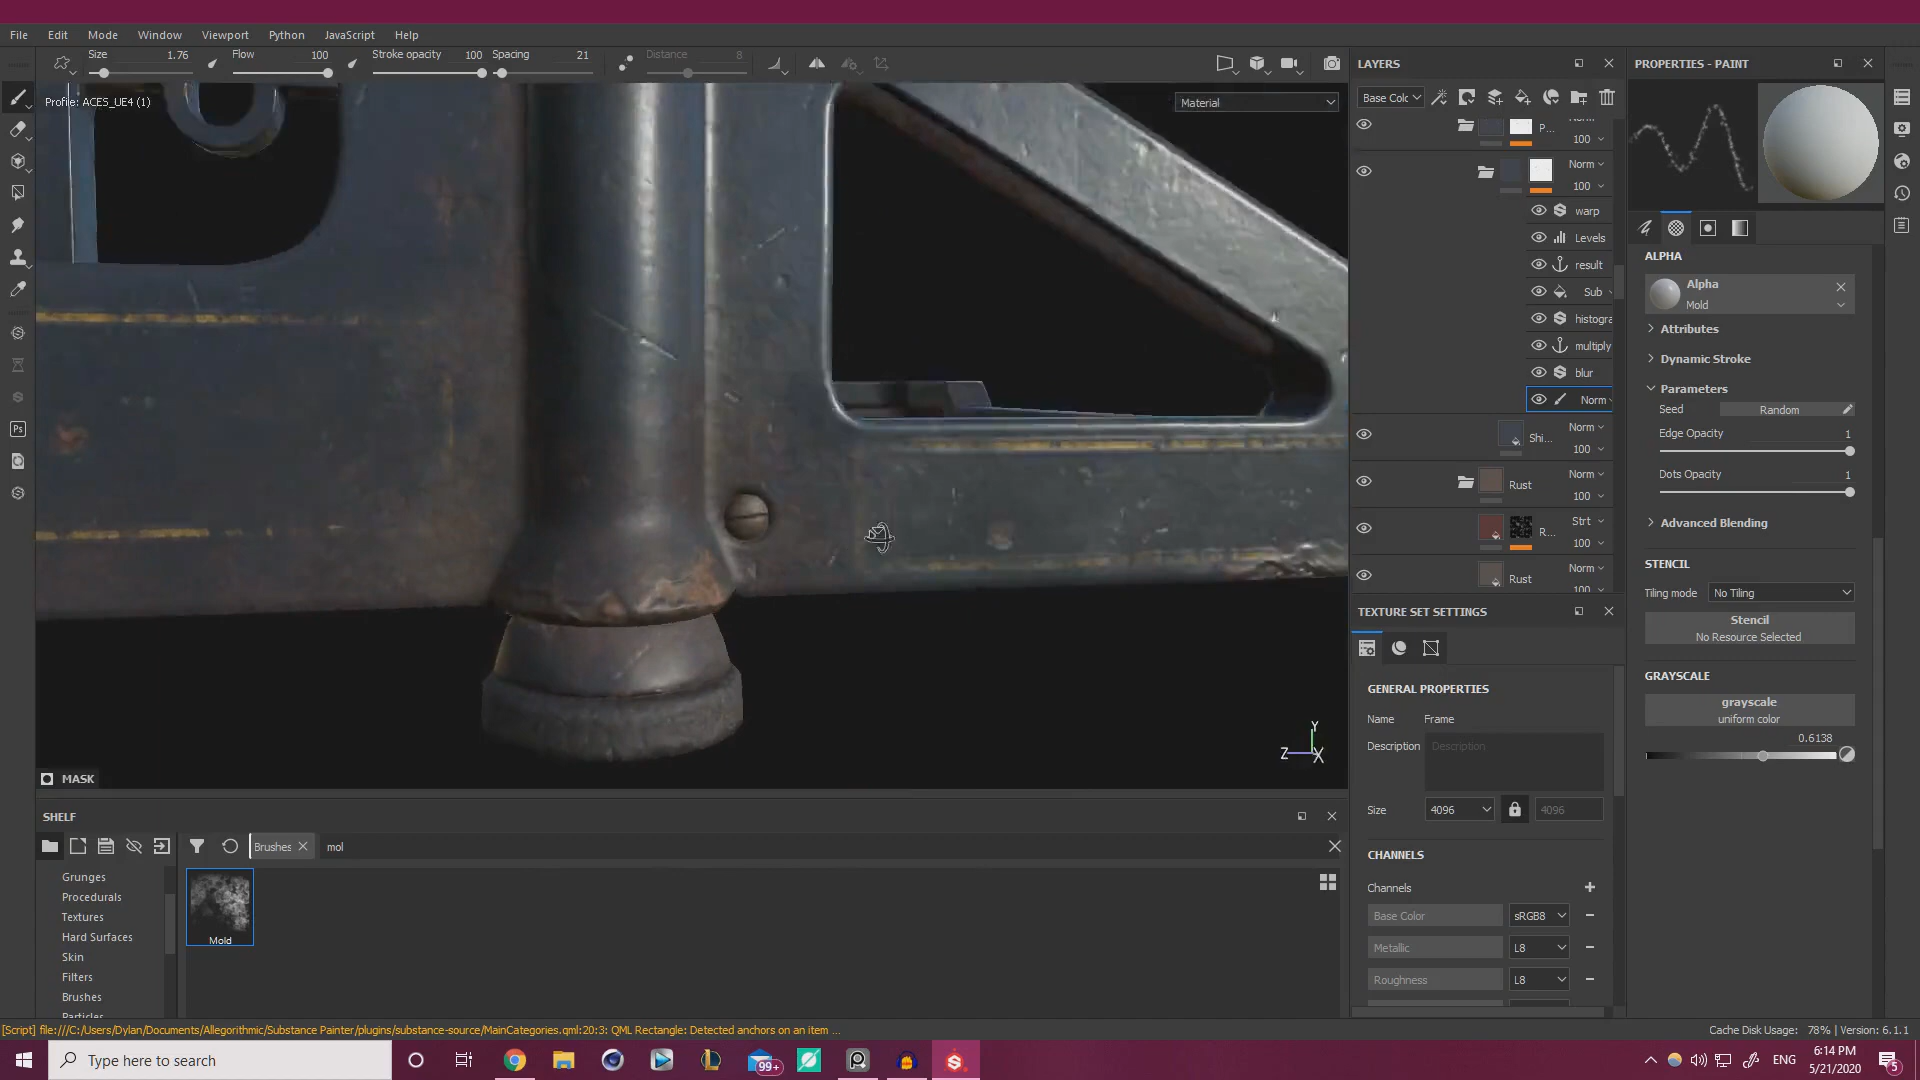 File Edit Mode Window Viewport Python JavaScript Help
Size 1.76 Flow 100 Stroke opacity 100 Spacing 21 Distance 8
Profile: ACES_UE4 (1)
Material
MASK
Y
Z X
LAYERS
Base Colc
Norm
P...
100
Norm
100
warp
Levels
result
Sub
histogra
multiply
blur
Norm
Norm
Shi...
100
Norm
Rust
100
Strt
R...
100
Norm
Rust
100
TEXTURE SET SETTINGS
GENERAL PROPERTIES
Name Frame
Description Description
Size 4096 4096
CHANNELS
Channels
Base Color sRGB8
Metallic L8
Roughness L8
PROPERTIES - PAINT
ALPHA
Alpha
Mold
Attributes
Dynamic Stroke
Parameters
Seed Random
Edge Opacity 1
Dots Opacity 1
Advanced Blending
STENCIL
Tiling mode No Tiling
Stencil
No Resource Selected
GRAYSCALE
grayscale
uniform color
0.6138
SHELF
Brushes mol
Grunges
Procedurals
Textures
Hard Surfaces
Skin
Filters
Brushes
Particles
Mold
[Script] file:///C:/Users/Dylan/Documents/Allegorithmic/Substance Painter/plugins/substance-source/MainCategories.qml:20:3: QML Rectangle: Detected anchors on an item ...
Cache Disk Usage: 78% | Version: 6.1.1
Type here to search
Ps
99+
ENG
6:14 PM
5/21/2020
5